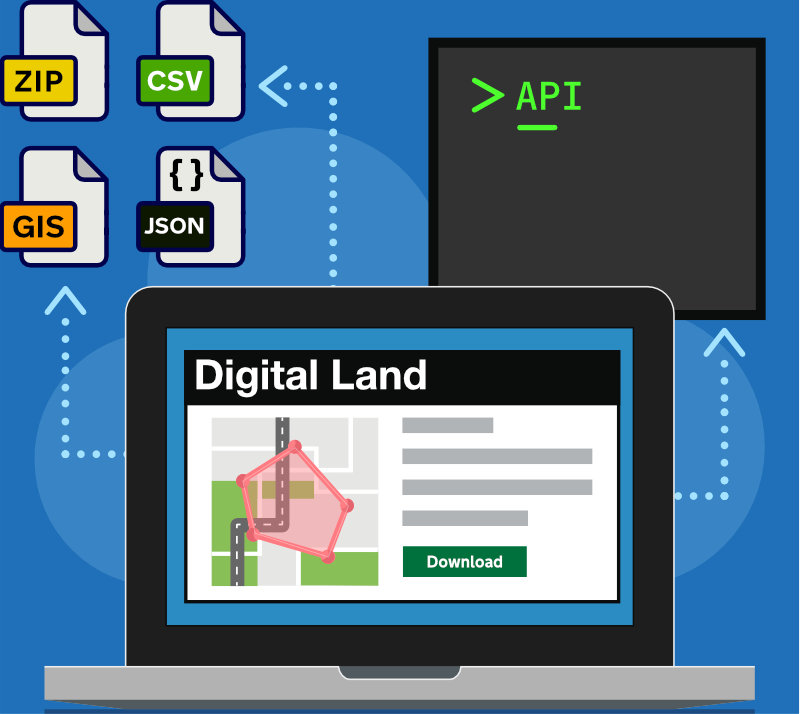 ZIP
CSV
GIS
{ }
JSON
> API
Digital Land
Download